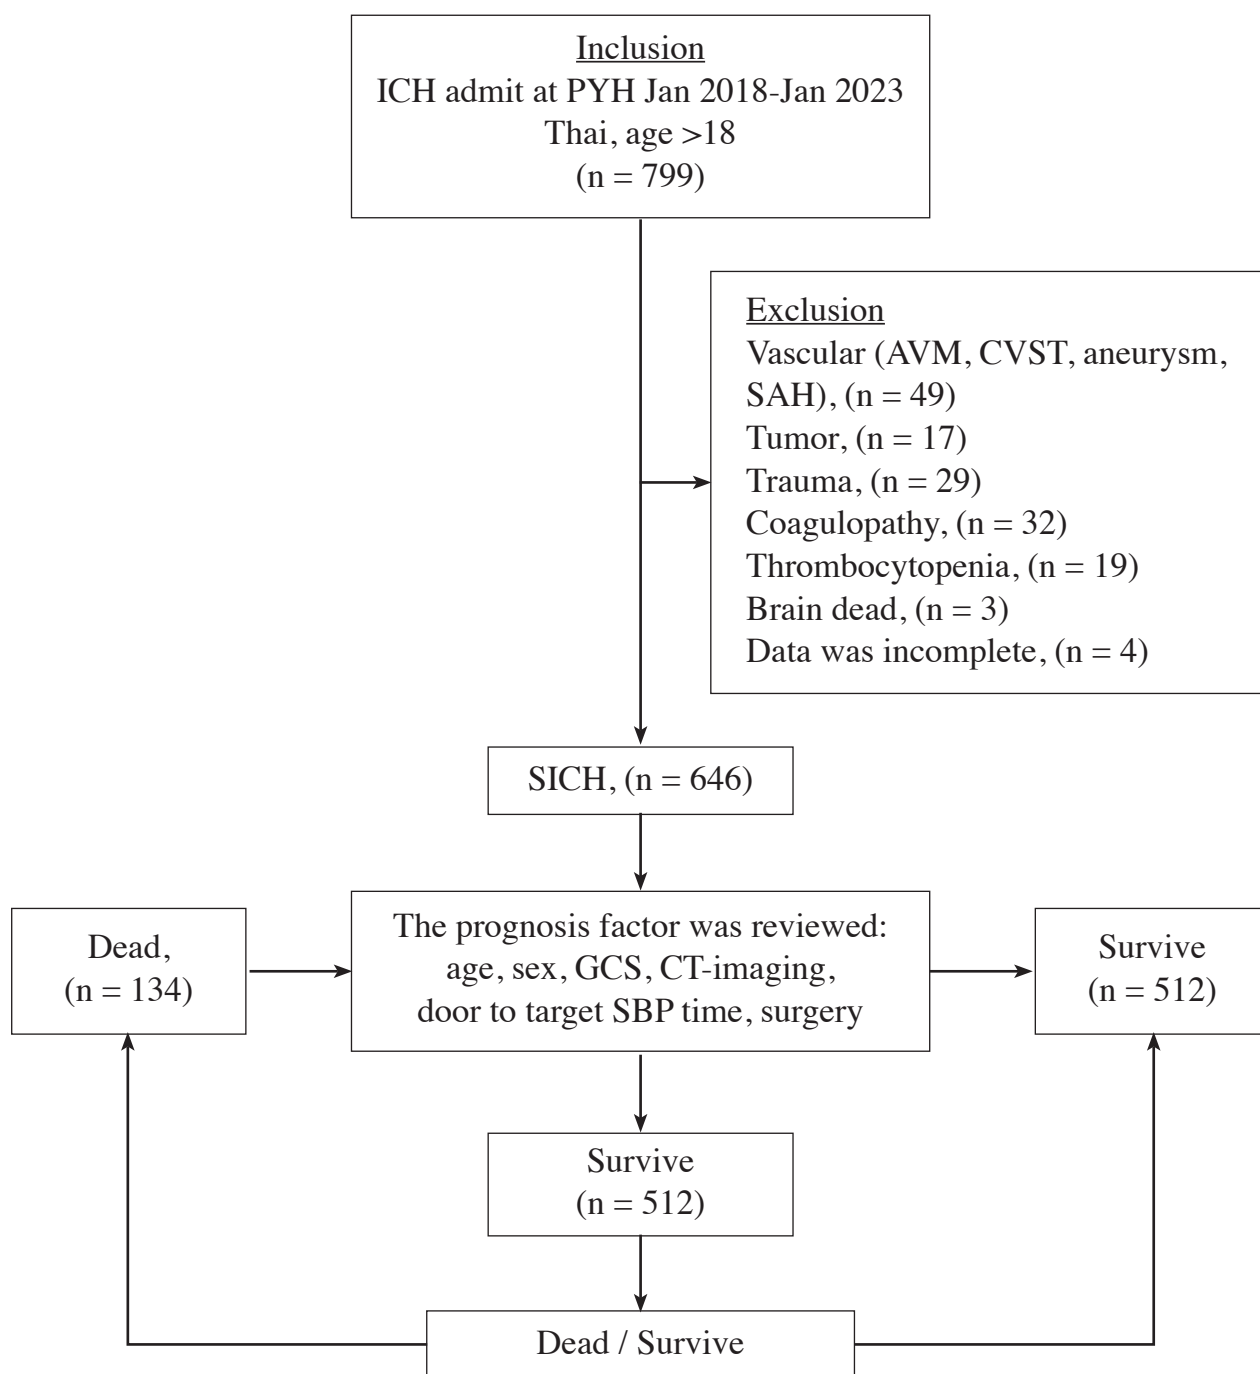 Inclusion
ICH admit at PYH Jan 2018-Jan 2023
Thai, age >18
(n = 799)
Exclusion
Vascular (AVM, CVST, aneurysm,
SAH), (n = 49)
Tumor, (n = 17)
Trauma, (n = 29)
Coagulopathy, (n = 32)
Thrombocytopenia, (n = 19)
Brain dead, (n = 3)
Data was incomplete, (n = 4)
SICH, (n = 646)
Dead,
(n = 134)
The prognosis factor was reviewed:
age, sex, GCS, CT-imaging,
door to target SBP time, surgery
Survive
(n = 512)
Survive
(n = 512)
Dead / Survive